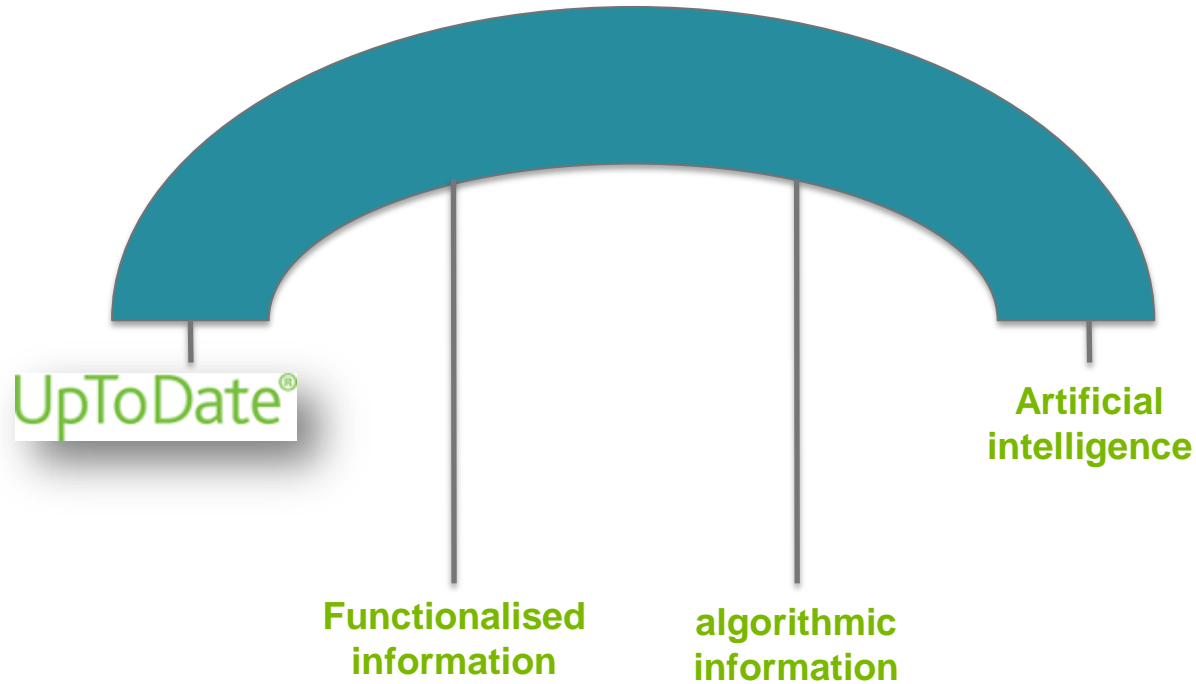 UpToDate®
Artificial
intelligence
Functionalised
information
algorithmic
information